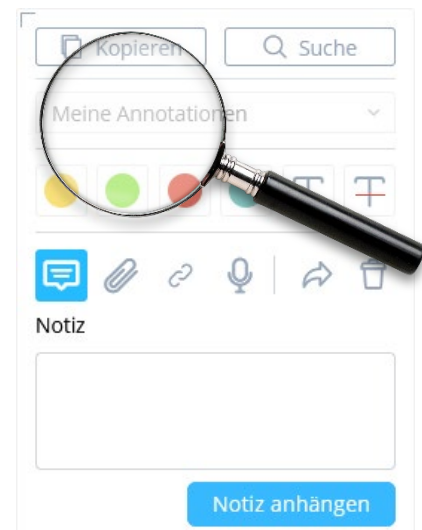 Kopieren
Suche
Meine Annotationen
Notiz
Notiz anhängen